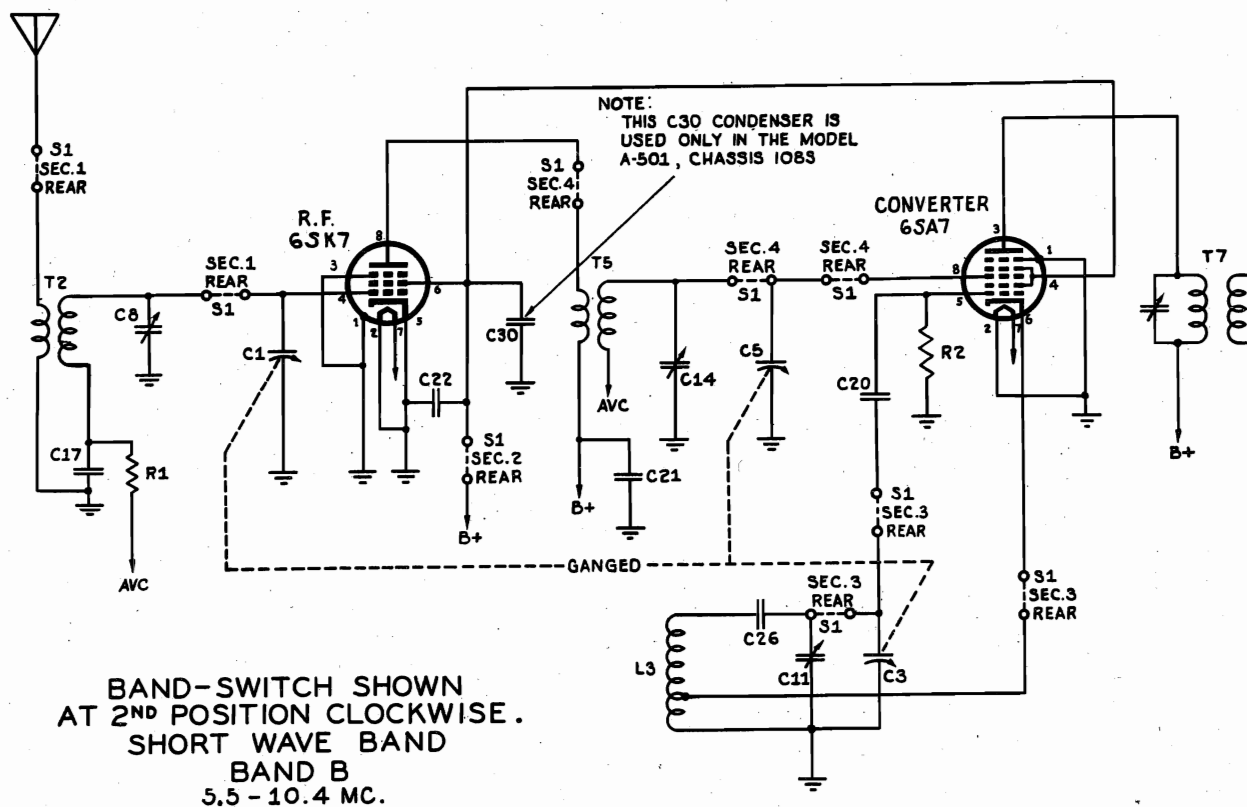 NOTE:
THIS C30 CONDENSER IS
USED ONLY IN THE MODEL
A-501, CHASSIS 108S
S1
SEC.1
REAR
S1
SEC.4
REAR
R.F.
6SK7
CONVERTER
6SA7
8
3
4
6
1
2
7
5
3
1
8
5
4
2
7
6
T2
SEC.1
REAR
S1
T5
SEC.4
REAR
S1
SEC.4
REAR
S1
T7
C8
C1
C30
C14
C5
R2
C22
C20
AVC
C17
R1
S1
SEC.2
REAR
C21
B+
B+
B+
S1
SEC.3
REAR
AVC
GANGED
S1
SEC.3
REAR
SEC.3
REAR
S1
C26
L3
C11
C3
BAND-SWITCH SHOWN
AT 2ND POSITION CLOCKWISE.
SHORT WAVE BAND
BAND B
5.5-10.4 MC.